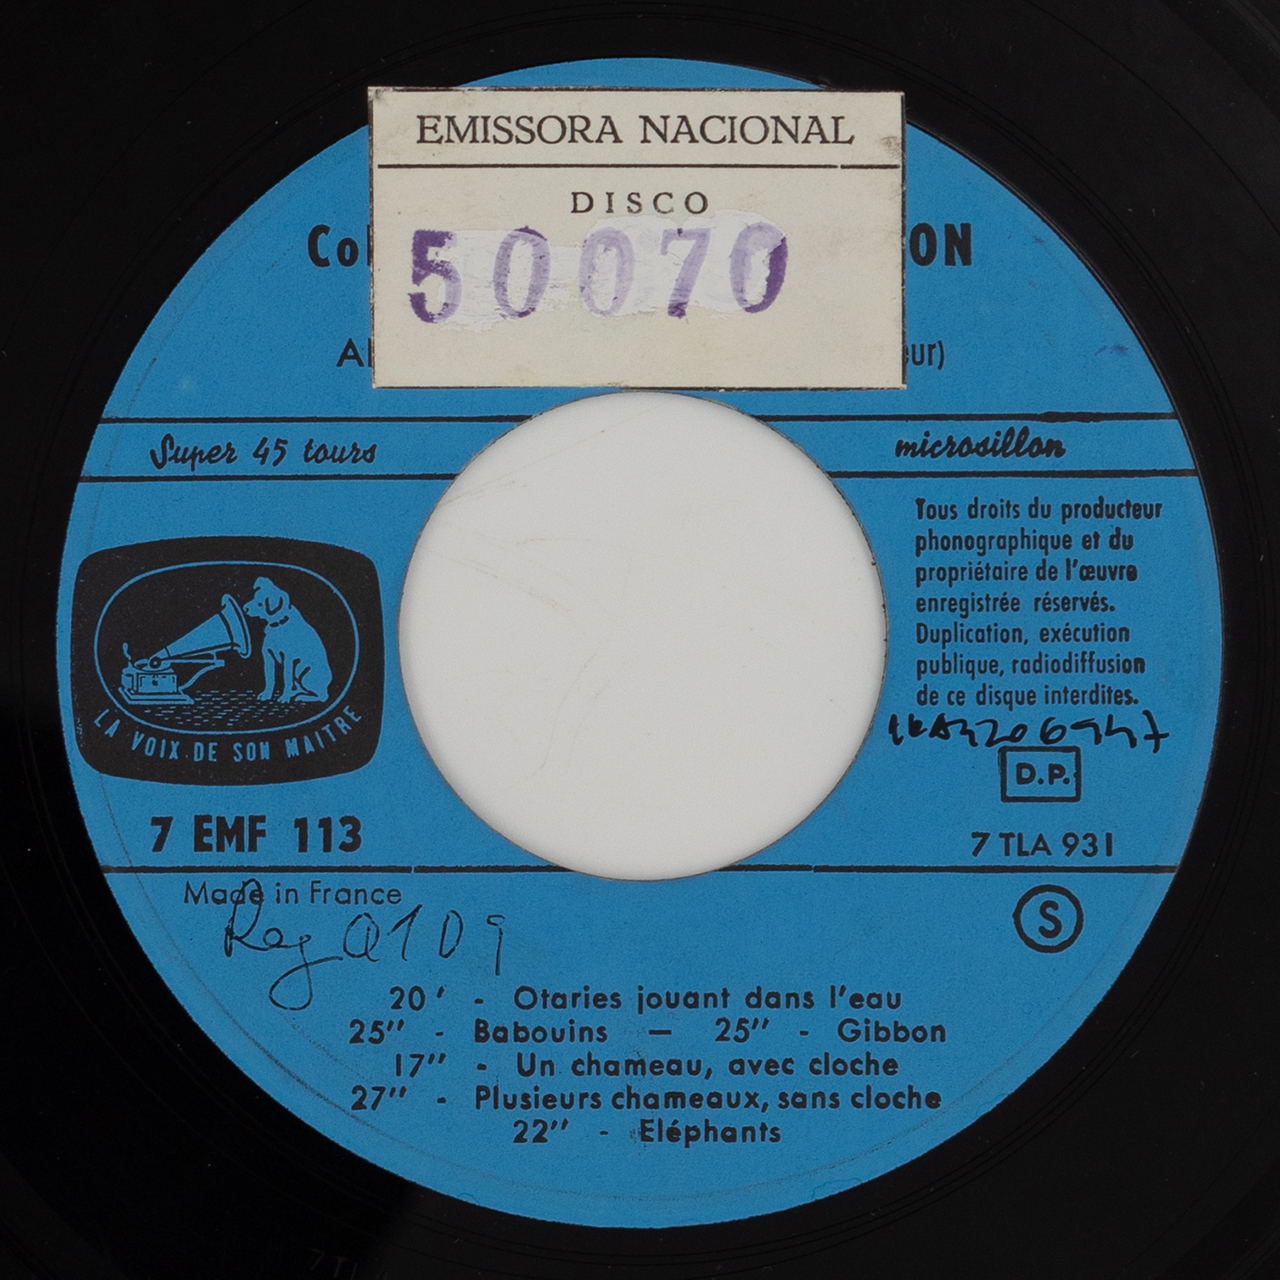 EMISSORA NACIONAL
DISCO
50070
Co ON
A eur)
Super 45 tours microsillon
Tous droits du producteur
phonographique et du
propriétaire de l'œuvre
enregistrée réservés.
Duplication, exécution
publique, radiodiffusion
de ce disque interdites.
D.P.
LA VOIX DE SON MAITRE
7 EMF 113 7 TLA 931
Made in France
S
Reg
20' - Otaries jouant dans l'eau
25" - Babouins — 25" - Gibbon
17" - Un chameau, avec cloche
27" - Plusieurs chameaux, sans cloche
22" - Eléphants